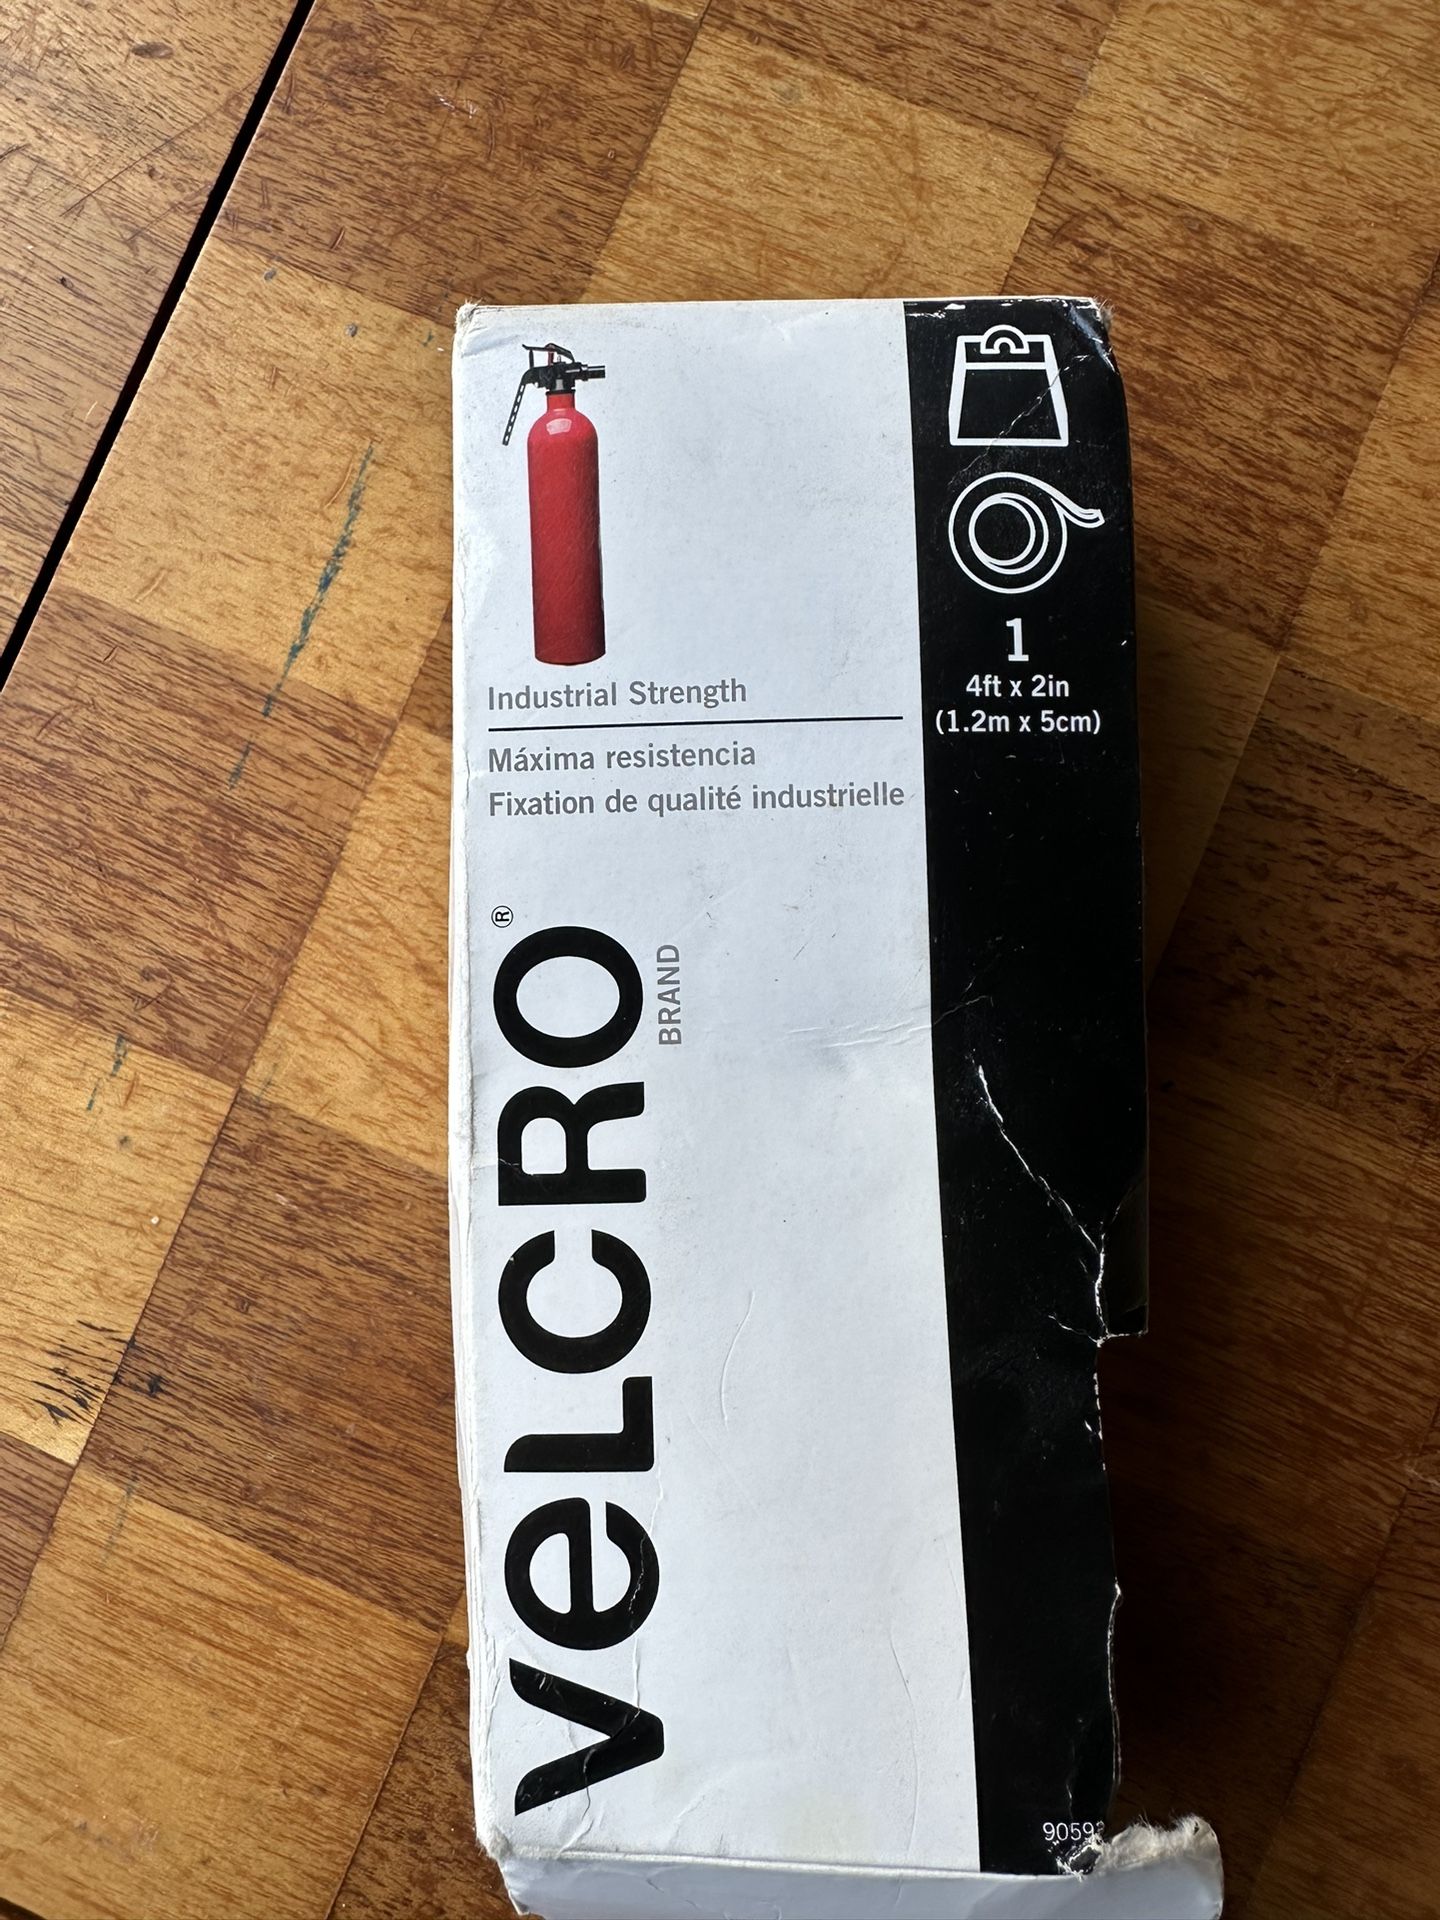 Industrial Strength
Máxima resistencia
Fixation de qualité industrielle
VELCRO®
BRAND
1
4ft x 2in
(1.2m x 5cm)